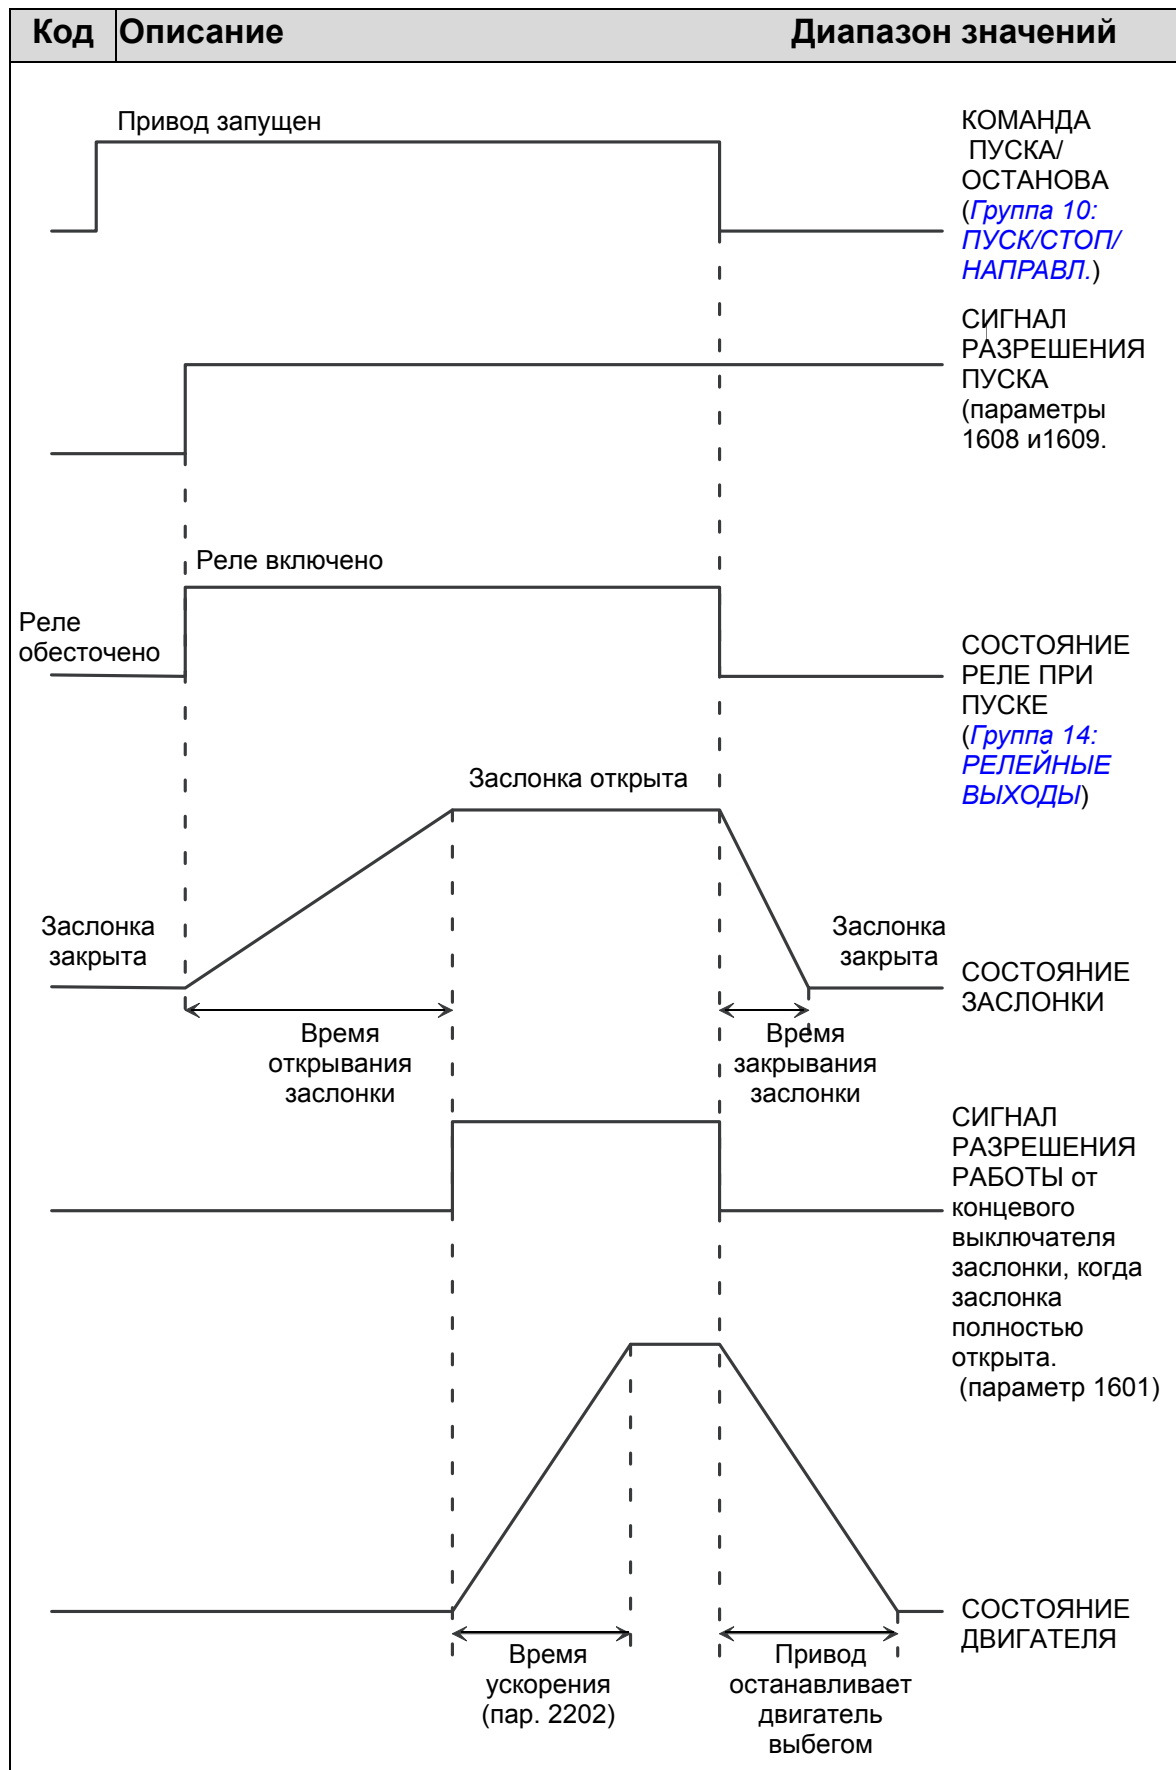 Код Описание Диапазон значений
Привод запущен
КОМАНДА
ПУСКА/
ОСТАНОВА
(Группа 10:
ПУСК/СТОП/
НАПРАВЛ.)
СИГНАЛ
РАЗРЕШЕНИЯ
ПУСКА
(параметры
1608 и1609.
Реле включено
Реле
обесточено
СОСТОЯНИЕ
РЕЛЕ ПРИ
ПУСКЕ
(Группа 14:
РЕЛЕЙНЫЕ
ВЫХОДЫ)
Заслонка открыта
Заслонка
закрыта
Заслонка
закрыта
СОСТОЯНИЕ
ЗАСЛОНКИ
Время
открывания
заслонки
Время
закрывания
заслонки
СИГНАЛ
РАЗРЕШЕНИЯ
РАБОТЫ от
концевого
выключателя
заслонки, когда
заслонка
полностью
открыта.
(параметр 1601)
СОСТОЯНИЕ
ДВИГАТЕЛЯ
Время
ускорения
(пар. 2202)
Привод
останавливает
двигатель
выбегом